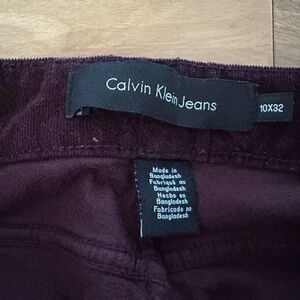 Calvin Klein Jeans
10X32
Made in
Bangladesh
Fabriqué au
Bangladesh
Hecho en
Bangladesh
Fabricado no
Bangladesh